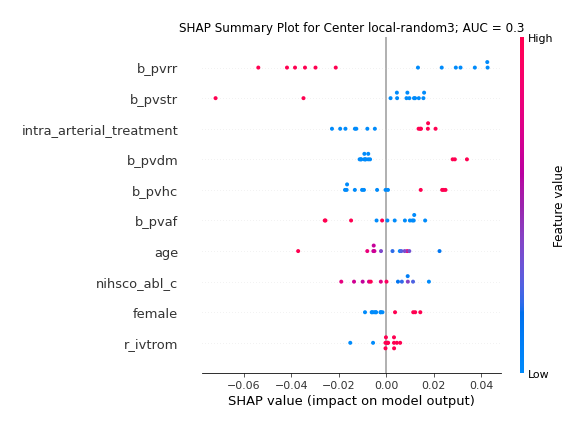 SHAP Summary Plot for Center local-random3; AUC = 0.3
High
b_pvrr
b_pvstr
intra_arterial_treatment
b_pvdm
b_pvhc
b_pvaf
age
nihsco_abl_c
female
r_ivtrom
Feature value
Low
−0.06 −0.04 −0.02 0.00 0.02 0.04
SHAP value (impact on model output)